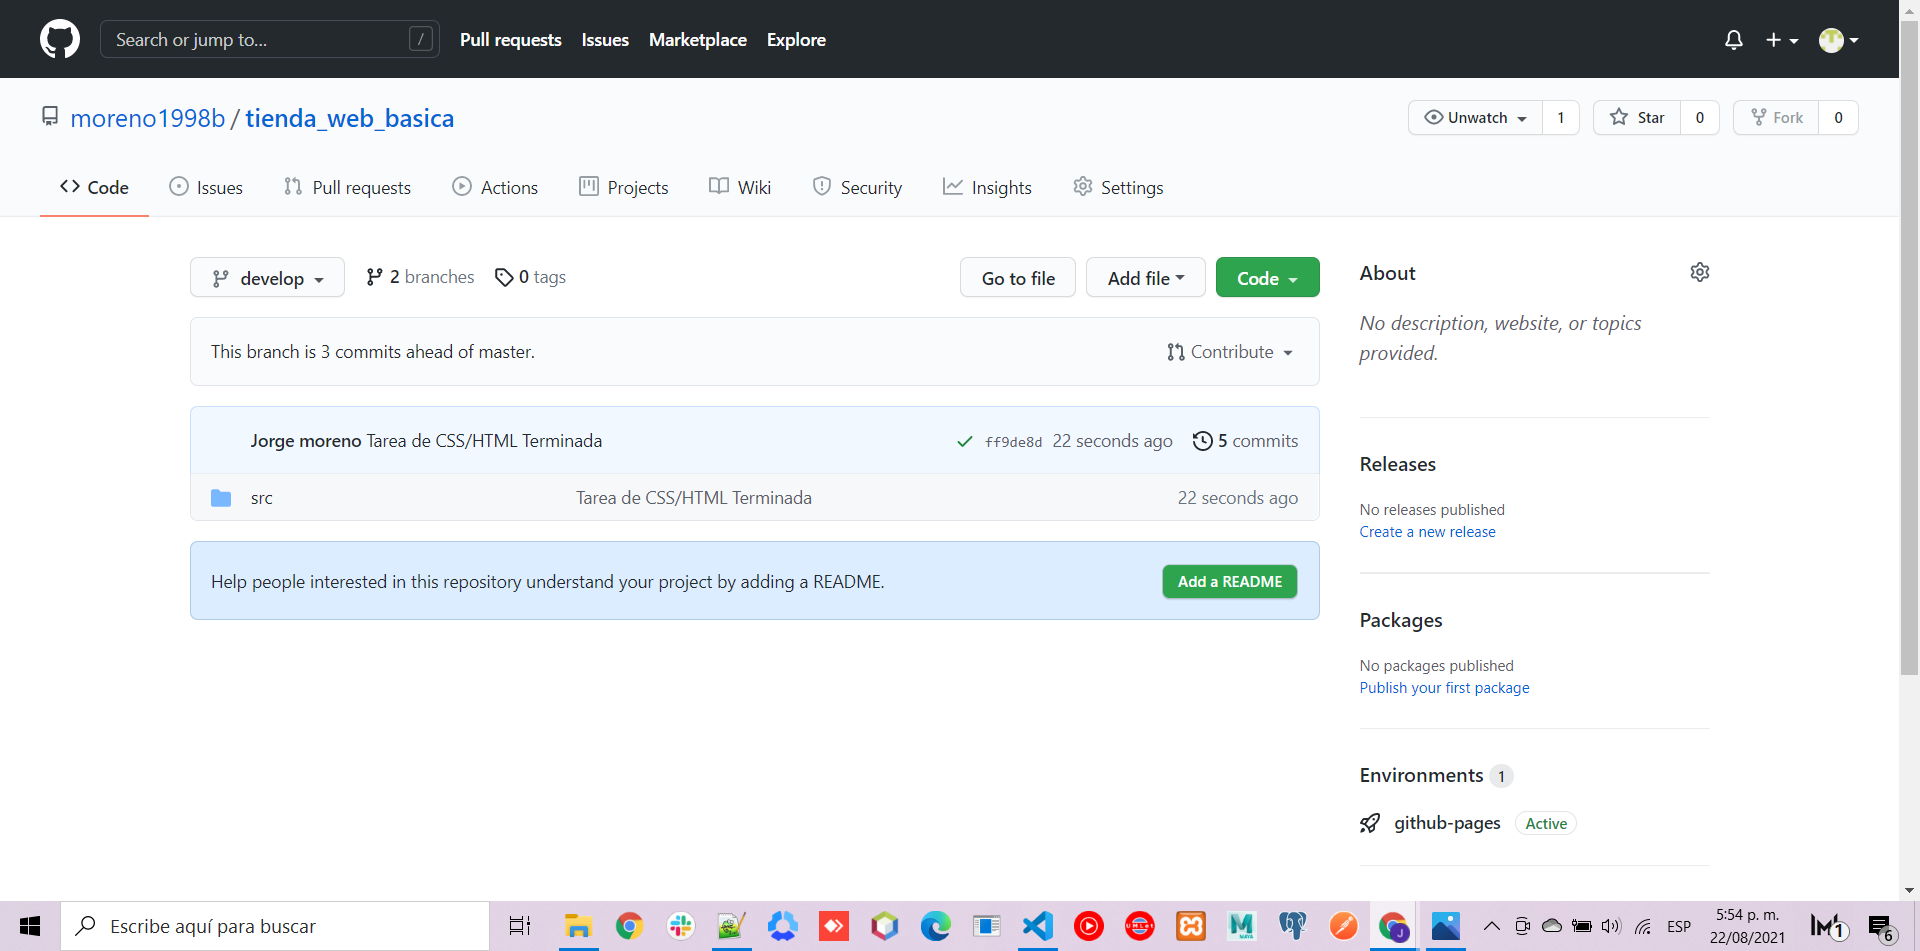 Search or jump to... / Pull requests Issues Marketplace Explore
moreno1998b / tienda_web_basica Unwatch 1 Star 0 Fork 0
Code Issues Pull requests Actions Projects Wiki Security Insights Settings
develop 2 branches 0 tags Go to file Add file Code
This branch is 3 commits ahead of master. Contribute
Jorge moreno Tarea de CSS/HTML Terminada ff9de8d 22 seconds ago 5 commits
src Tarea de CSS/HTML Terminada 22 seconds ago
Help people interested in this repository understand your project by adding a README. Add a README
About
No description, website, or topics
provided.
Releases
No releases published
Create a new release
Packages
No packages published
Publish your first package
Environments 1
github-pages Active
Escribe aquí para buscar
ESP
5:54 p. m.
22/08/2021
1
6